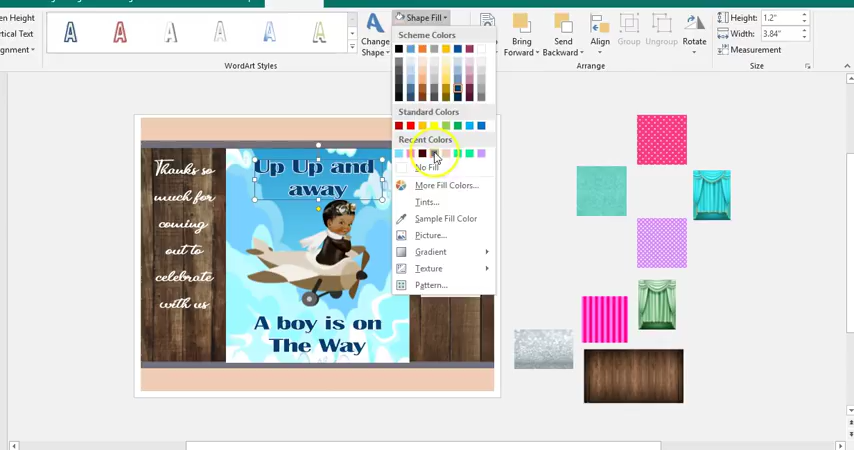 en Height
Width
gnment
A A A A A A
WordArt Styles
A
Change
Shape
Shape Fill
Bring
Forward
Send
Backward
Align
Group
Ungroup
Rotate
Arrange
Height: 1.2"
Width: 3.84"
Measurement
Size
Scheme Colors
Standard Colors
Recent Colors
No Fill
More Fill Colors...
Tints...
Sample Fill Color
Picture...
Gradient
Texture
Pattern...
Thanks so
much for
coming
out to
celebrate
with us
Up Up and
away
A boy is on
The Way